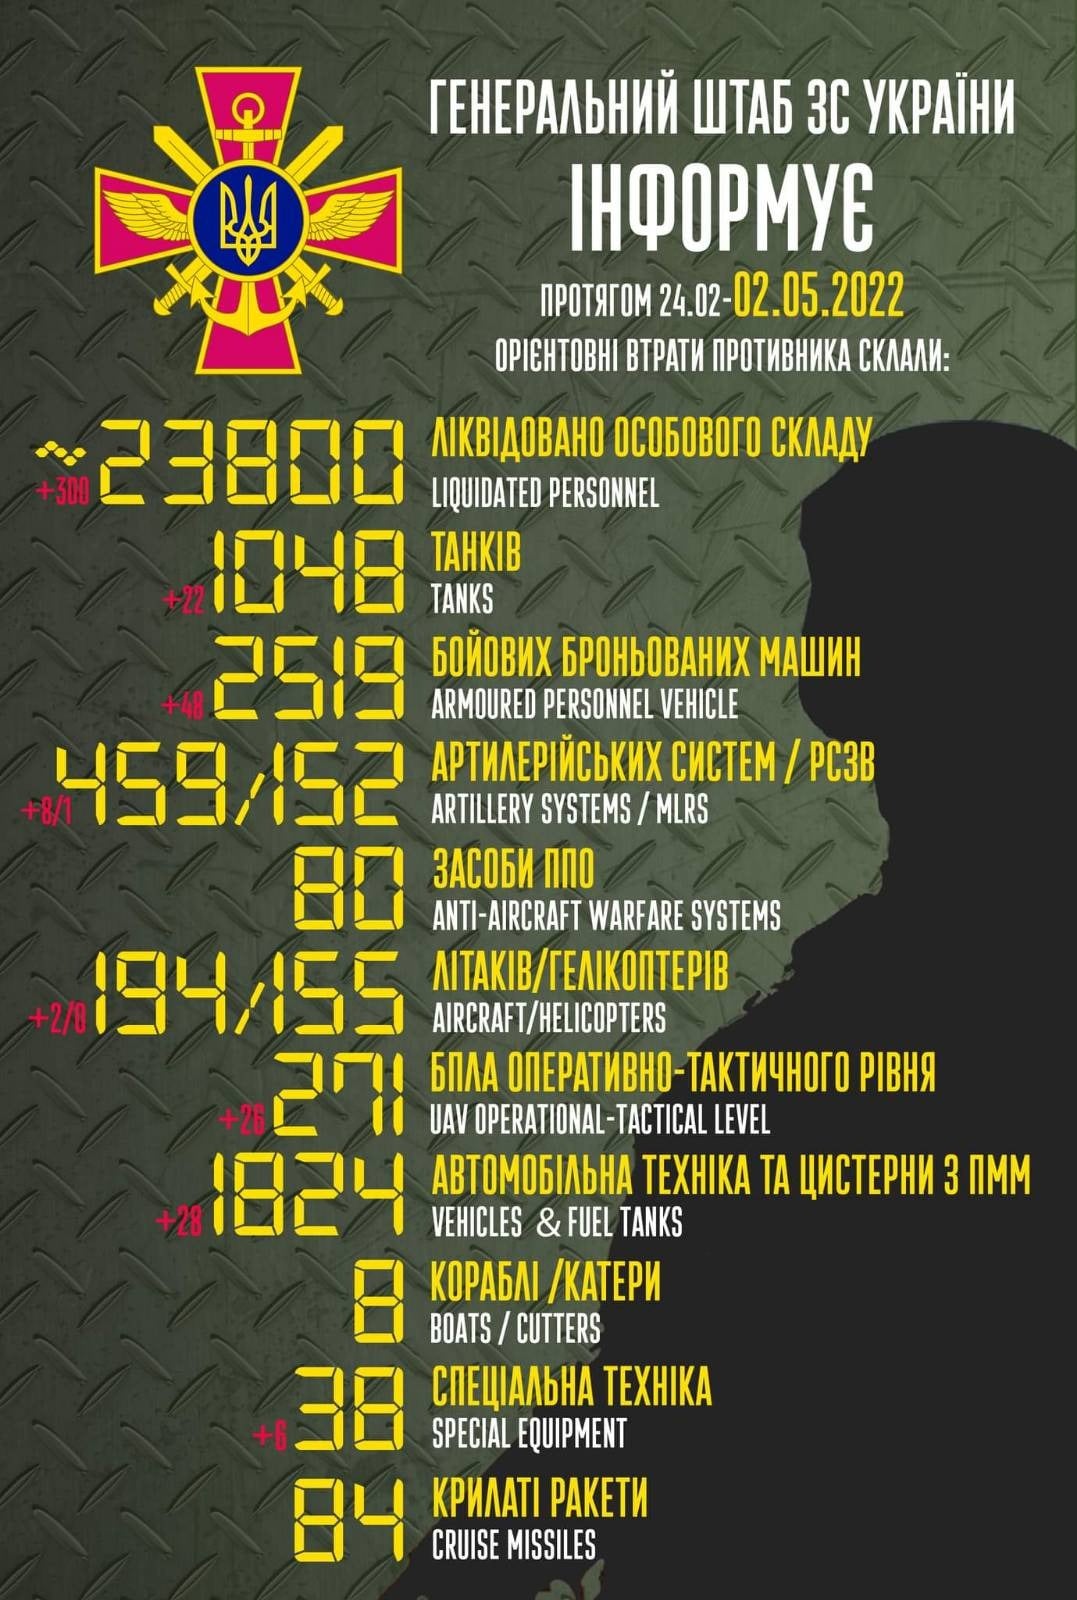 ГЕНЕРАЛЬНИЙ ШТАБ ЗС УКРАЇНИ
ІНФОРМУЄ
ПРОТЯГОМ 24.02-02.05.2022
ОРІЄНТОВНІ ВТРАТИ ПРОТИВНИКА СКЛАЛИ:
+300 ~23800 ЛІКВІДОВАНО ОСОБОВОГО СКЛАДУ
LIQUIDATED PERSONNEL
+22 1048 ТАНКІВ
TANKS
+48 2519 БОЙОВИХ БРОНЬОВАНИХ МАШИН
ARMOURED PERSONNEL VEHICLE
+8/1 459/152 АРТИЛЕРІЙСЬКИХ СИСТЕМ / РСЗВ
ARTILLERY SYSTEMS / MLRS
80 ЗАСОБИ ППО
ANTI-AIRCRAFT WARFARE SYSTEMS
+2/0 194/155 ЛІТАКІВ/ГЕЛІКОПТЕРІВ
AIRCRAFT/HELICOPTERS
+26 271 БПЛА ОПЕРАТИВНО-ТАКТИЧНОГО РІВНЯ
UAV OPERATIONAL-TACTICAL LEVEL
+28 1824 АВТОМОБІЛЬНА ТЕХНІКА ТА ЦИСТЕРНИ З ПММ
VEHICLES & FUEL TANKS
8 КОРАБЛІ /КАТЕРИ
BOATS / CUTTERS
+6 38 СПЕЦІАЛЬНА ТЕХНІКА
SPECIAL EQUIPMENT
84 КРИЛАТІ РАКЕТИ
CRUISE MISSILES